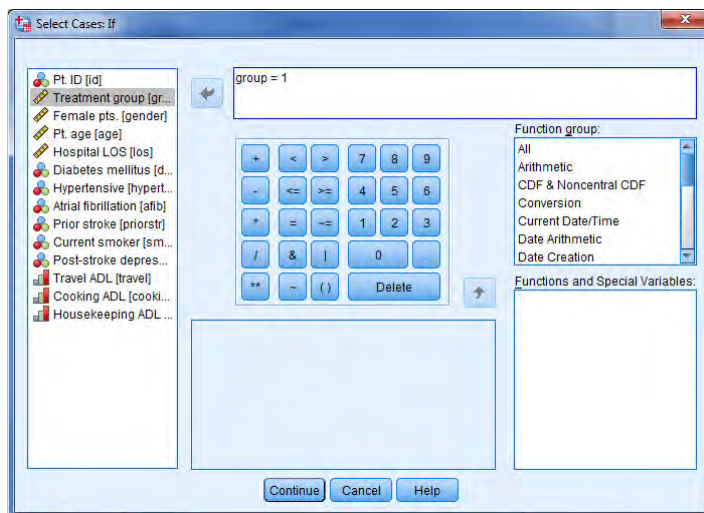 Select Cases: If
x
Pt. ID [id]
Treatment group [gr...
Female pts. [gender]
Pt. age [age]
Hospital LOS [los]
Diabetes mellitus [d...
Hypertensive [hypert...
Atrial fibrillation [afib]
Prior stroke [priorstr]
Current smoker [sm...
Post-stroke depres...
Travel ADL [travel]
Cooking ADL [cooki...
Housekeeping ADL ...
group = 1
+ < > 7 8 9
- <= >= 4 5 6
* = ~= 1 2 3
/ & | 0 .
** ~ ( ) Delete
Function group:
All
Arithmetic
CDF & Noncentral CDF
Conversion
Current Date/Time
Date Arithmetic
Date Creation
Functions and Special Variables:
Continue Cancel Help